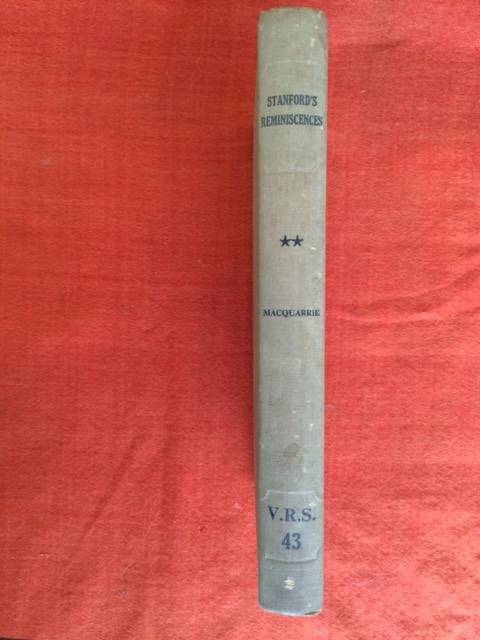 STANFORD'S
REMINISCENCES
★★
MACQUARRIE
V.R.S.
43